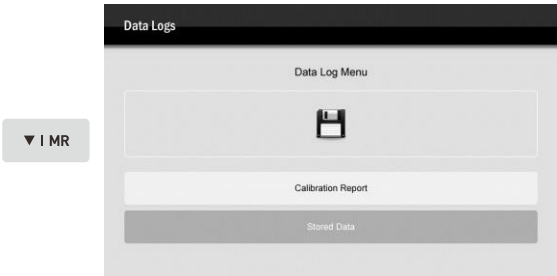 Data Logs
Data Log Menu
▼ I MR
Calibration Report
Stored Data